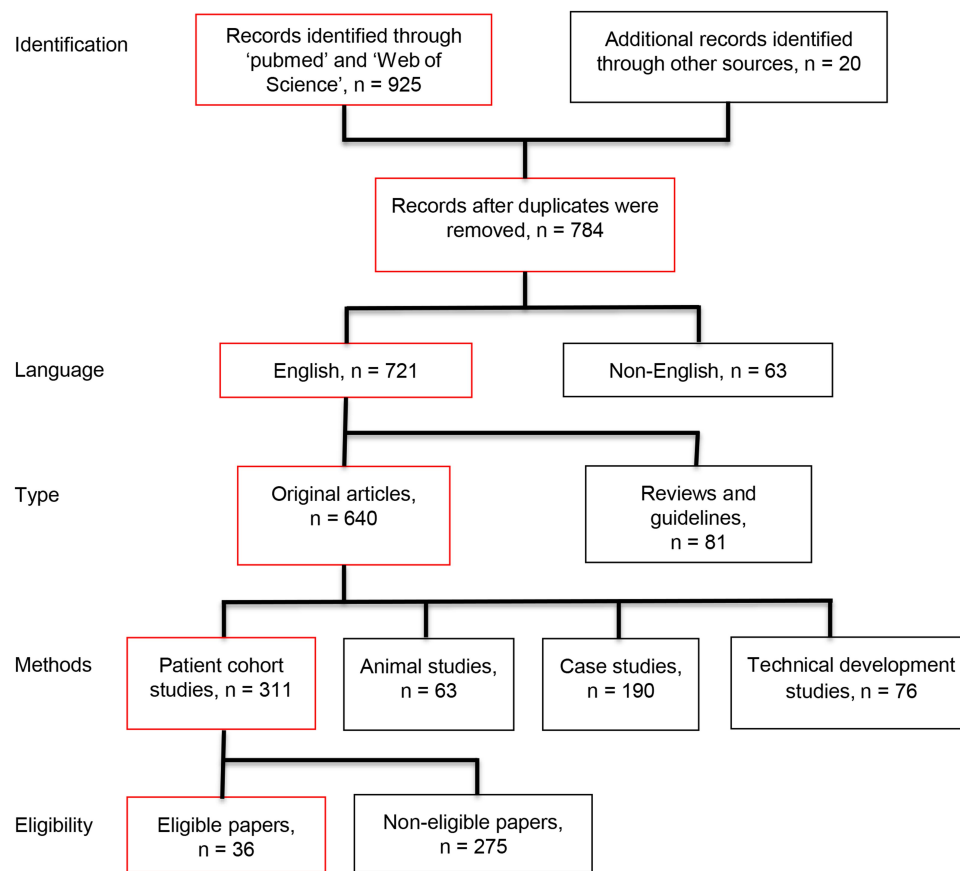 Identification
Records identified through
‘pubmed’ and ‘Web of
Science’, n = 925
Additional records identified
through other sources, n = 20
Records after duplicates were
removed, n = 784
Language
English, n = 721
Non-English, n = 63
Type
Original articles,
n = 640
Reviews and
guidelines,
n = 81
Methods
Patient cohort
studies, n = 311
Animal studies,
n = 63
Case studies,
n = 190
Technical development
studies, n = 76
Eligibility
Eligible papers,
n = 36
Non-eligible papers,
n = 275